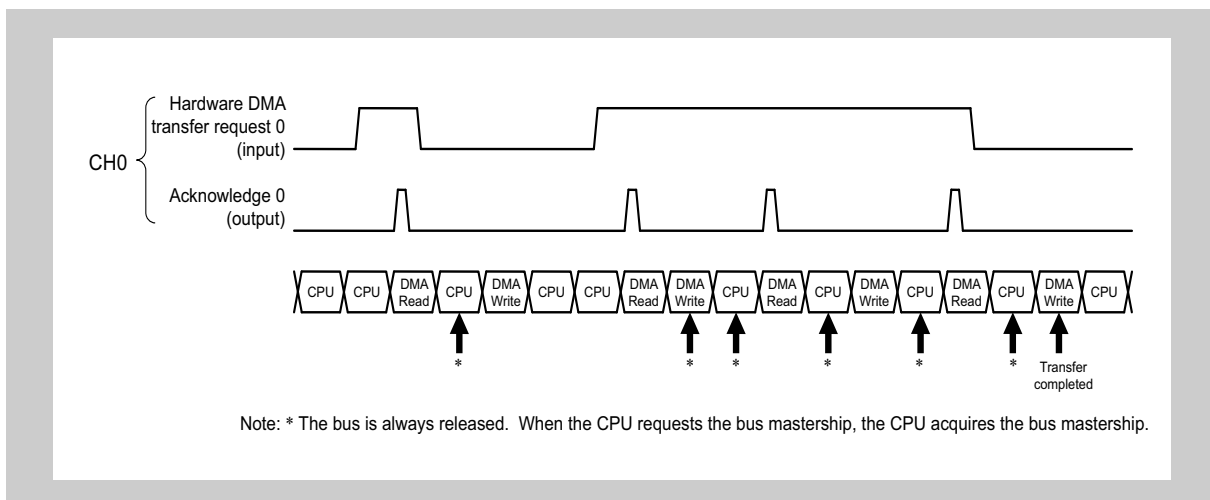 Hardware DMA
transfer request 0
(input)
CH0
Acknowledge 0
(output)
CPU CPU DMA Read CPU DMA Write CPU CPU DMA Read DMA Write CPU DMA Read CPU DMA Write CPU DMA Read CPU DMA Write CPU
* * * * * *
Transfer
completed
Note: * The bus is always released. When the CPU requests the bus mastership, the CPU acquires the bus mastership.